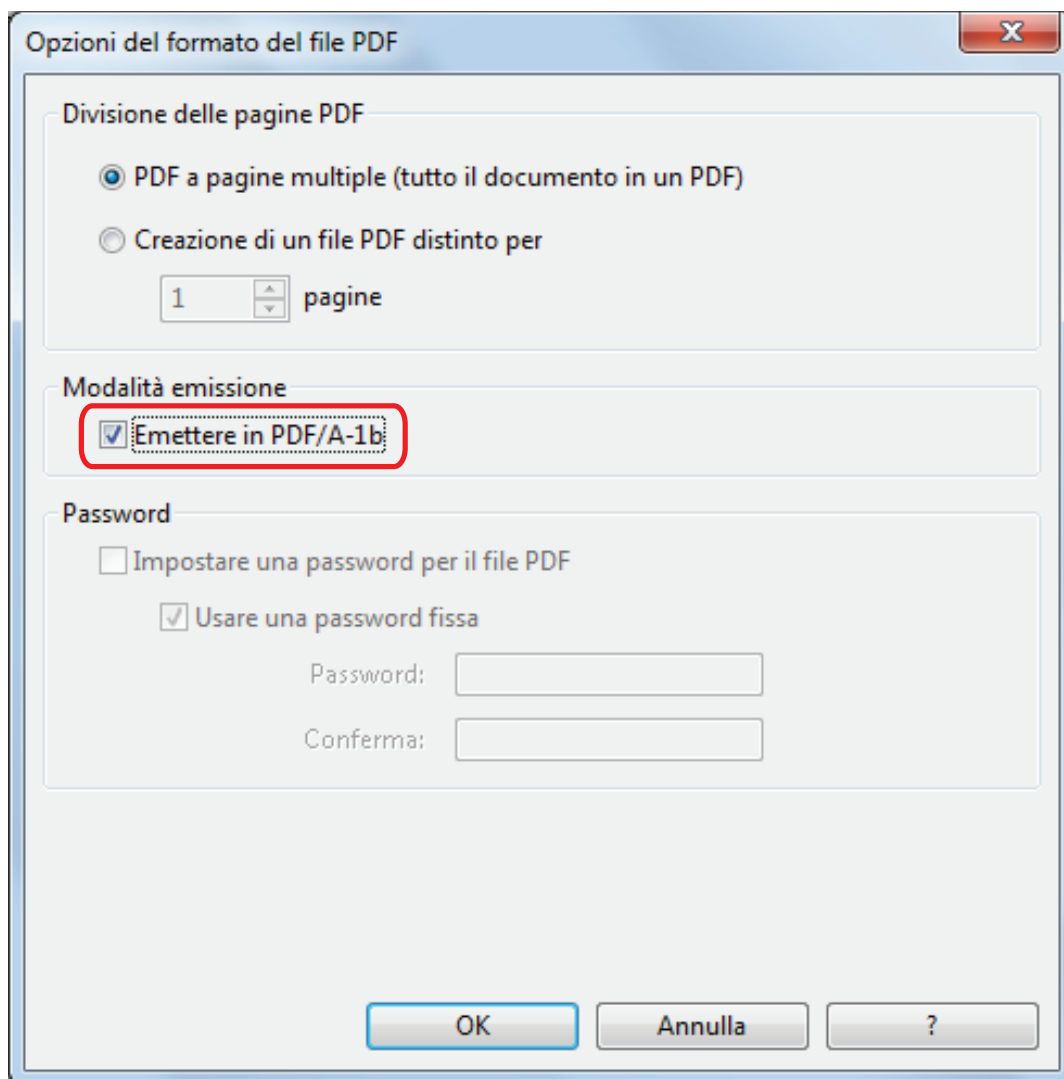 Opzioni del formato del file PDF
Divisione delle pagine PDF
PDF a pagine multiple (tutto il documento in un PDF)
Creazione di un file PDF distinto per
1 pagine
Modalità emissione
Emettere in PDF/A-1b
Password
Impostare una password per il file PDF
Usare una password fissa
Password:
Conferma:
OK Annulla ?